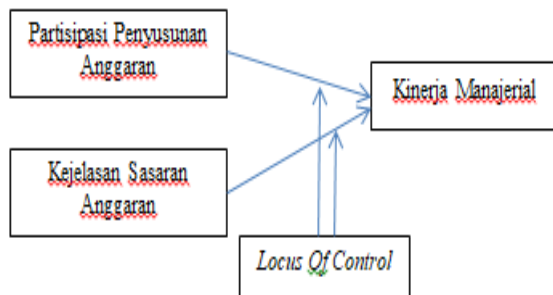 Partisipasi Penyusunan
Anggaran
Kinerja Manajerial
Kejelasan Sasaran
Anggaran
Locus Of Control